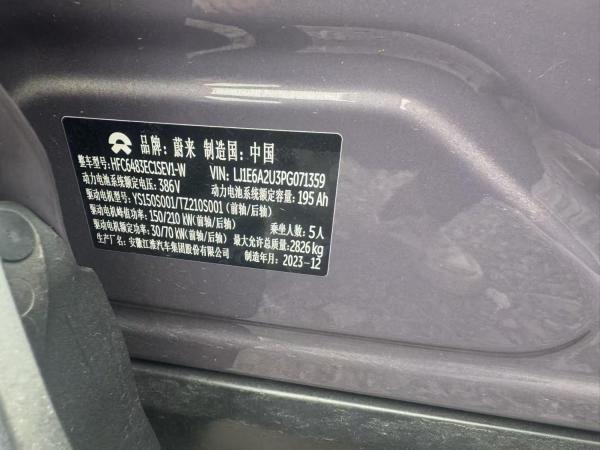 品牌：蔚来 制造国：中国
整车型号：HFC6483EC1SEV1-W VIN: LJ1E6A2U3PG071359
动力电池系统额定电压：386V 动力电池系统额定容量：195 Ah
驱动电机型号：YS150S001/TZ210S001（前轴/后轴）
驱动电机峰值功率：150/210 kW（前轴/后轴） 乘坐人数：5人
驱动电机额定功率：30/70 kW（前轴/后轴） 最大允许总质量：2826kg
生产厂名：安徽江淮汽车集团股份有限公司 制造年月：2023-12